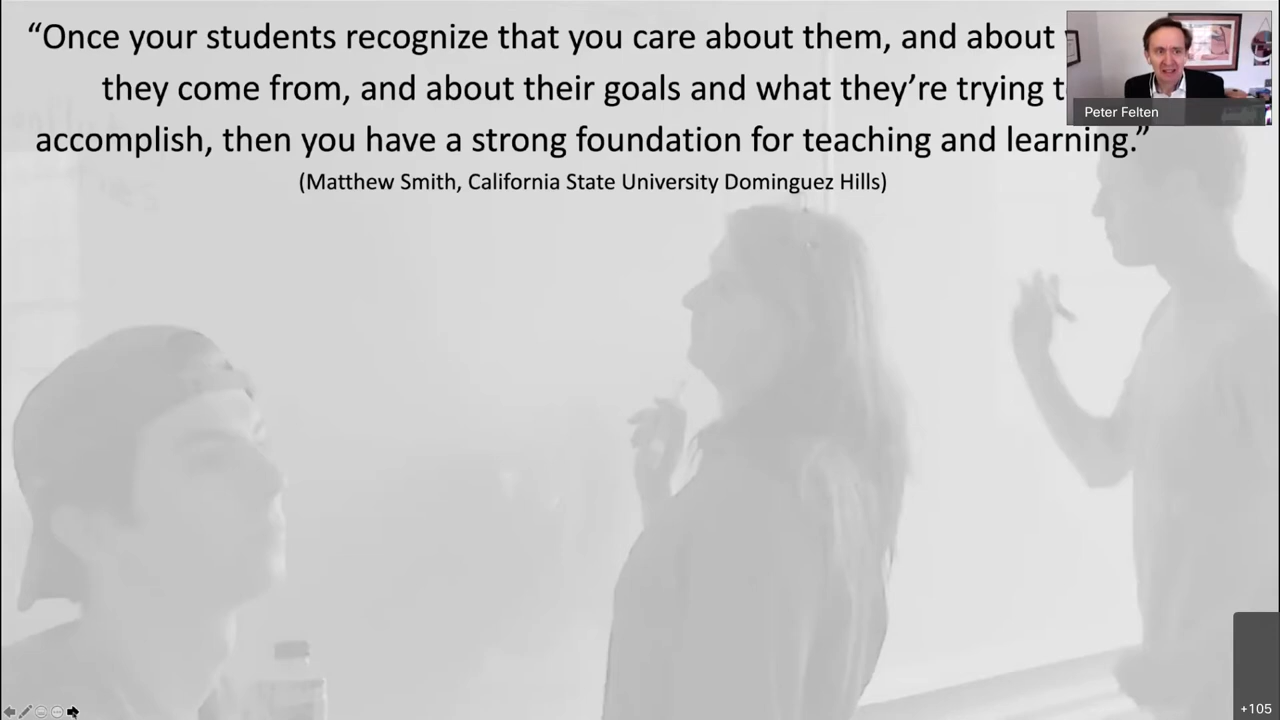 “Once your students recognize that you care about them, and about
they come from, and about their goals and what they’re trying
accomplish, then you have a strong foundation for teaching and learning.”
(Matthew Smith, California State University Dominguez Hills)
Peter Felten
+105